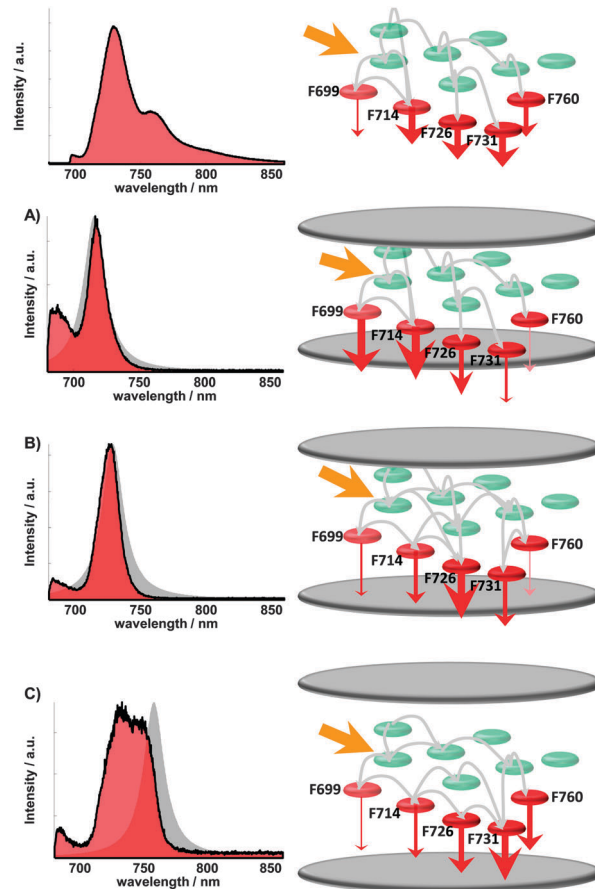 Intensity / a.u.
700 750 800 850
wavelength / nm
F699
F714
F726
F731
F760
A)
Intensity / a.u.
700 750 800 850
wavelength / nm
F699
F714
F726
F731
F760
B)
Intensity / a.u.
700 750 800 850
wavelength / nm
F699
F714
F726
F731
F760
C)
Intensity / a.u.
700 750 800 850
wavelength / nm
F699
F714
F726
F731
F760